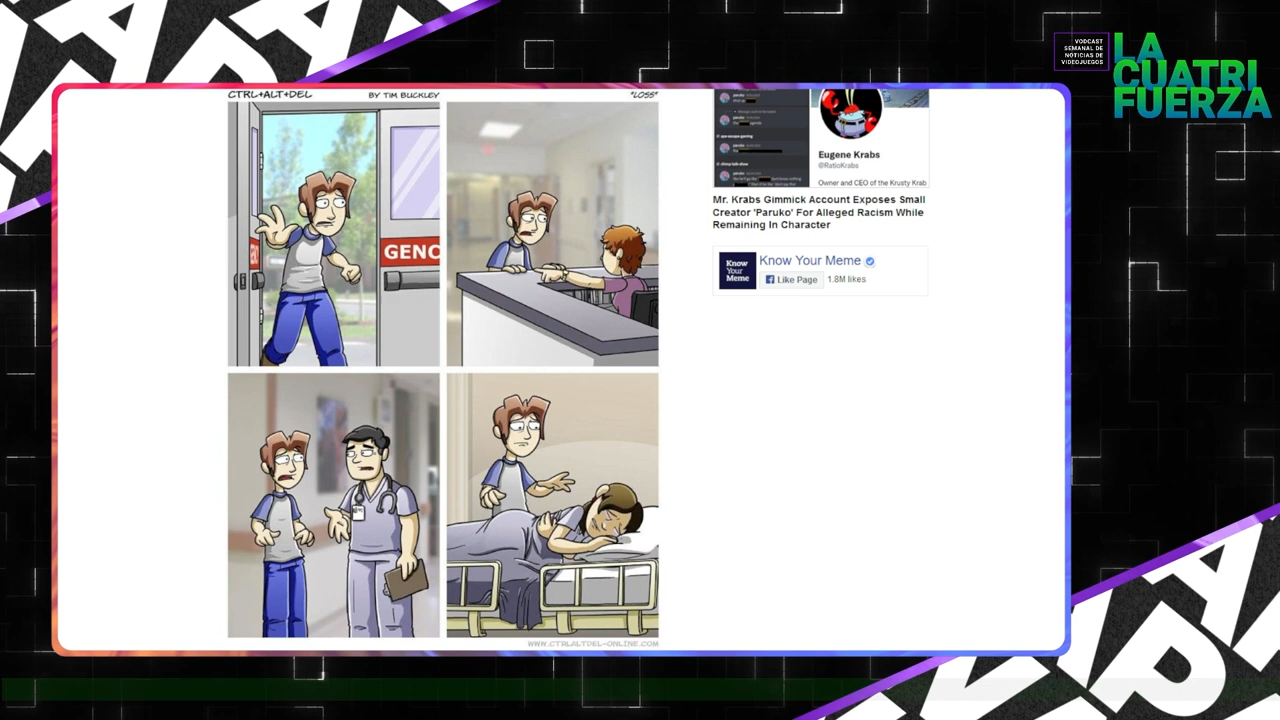 VODCAST
SEMANAL DE
NOTICIAS DE
VIDEOJUEGOS
LA
CUATRI
FUERZA
CTRL+ALT+DEL
BY TIM BUCKLEY
"LOSS"
GENC
WWW.CTRLALTDEL-ONLINE.COM
Eugene Krabs
@RatioKrabs
Owner and CEO of the Krusty Krab
Mr. Krabs Gimmick Account Exposes Small
Creator 'Paruko' For Alleged Racism While
Remaining In Character
Know
Your
Meme
Know Your Meme
Like Page
1.8M likes